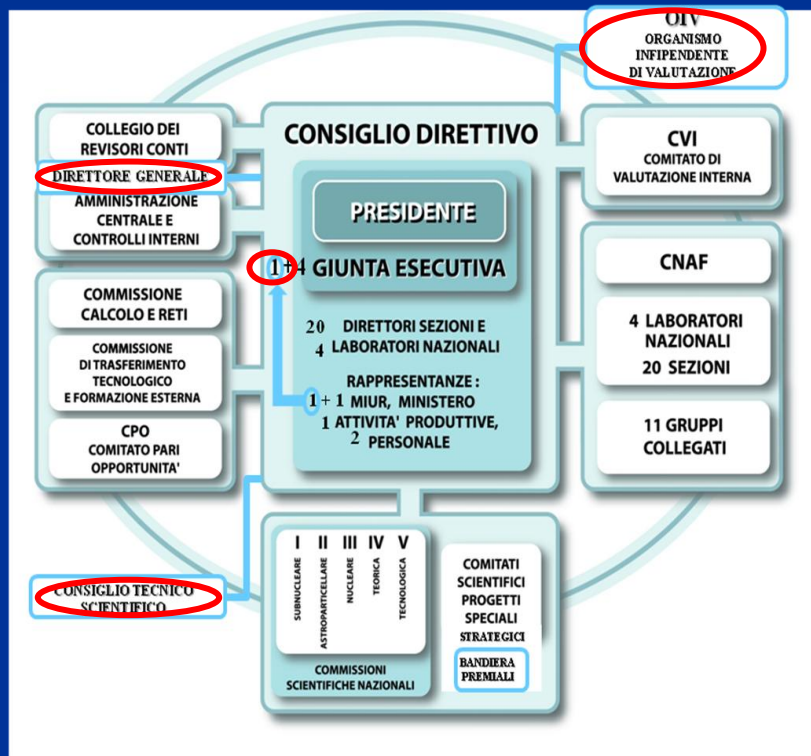 OIV
ORGANISMO
INFIPENDENTE
DI VALUTAZIONE
COLLEGIO DEI
REVISORI CONTI
DIRETTORE GENERALE
AMMINISTRAZIONE
CENTRALE E
CONTROLLI INTERNI
COMMISSIONE
CALCOLO E RETI
COMMISSIONE
DI TRASFERIMENTO
TECNOLOGICO
E FORMAZIONE ESTERNA
CPO
COMITATO PARI
OPPORTUNITA'
CONSIGLIO TECNICO
SCIENTIFICO
CONSIGLIO DIRETTIVO
PRESIDENTE
1+4 GIUNTA ESECUTIVA
20 DIRETTORI SEZIONI E
4 LABORATORI NAZIONALI
RAPPRESENTANZE :
1 + 1 MIUR, MINISTERO
1 ATTIVITA' PRODUTTIVE,
2 PERSONALE
CVI
COMITATO DI
VALUTAZIONE INTERNA
CNAF
4 LABORATORI
NAZIONALI
20 SEZIONI
11 GRUPPI
COLLEGATI
I II III IV V
SUBNUCLEARE
ASTROPARTICELLARE
NUCLEARE
TEORICA
TECNOLOGICA
COMMISSIONI
SCIENTIFICHE NAZIONALI
COMITATI
SCIENTIFICI
PROGETTI
SPECIALI
STRATEGICI
BANDIERA
PREMIALI